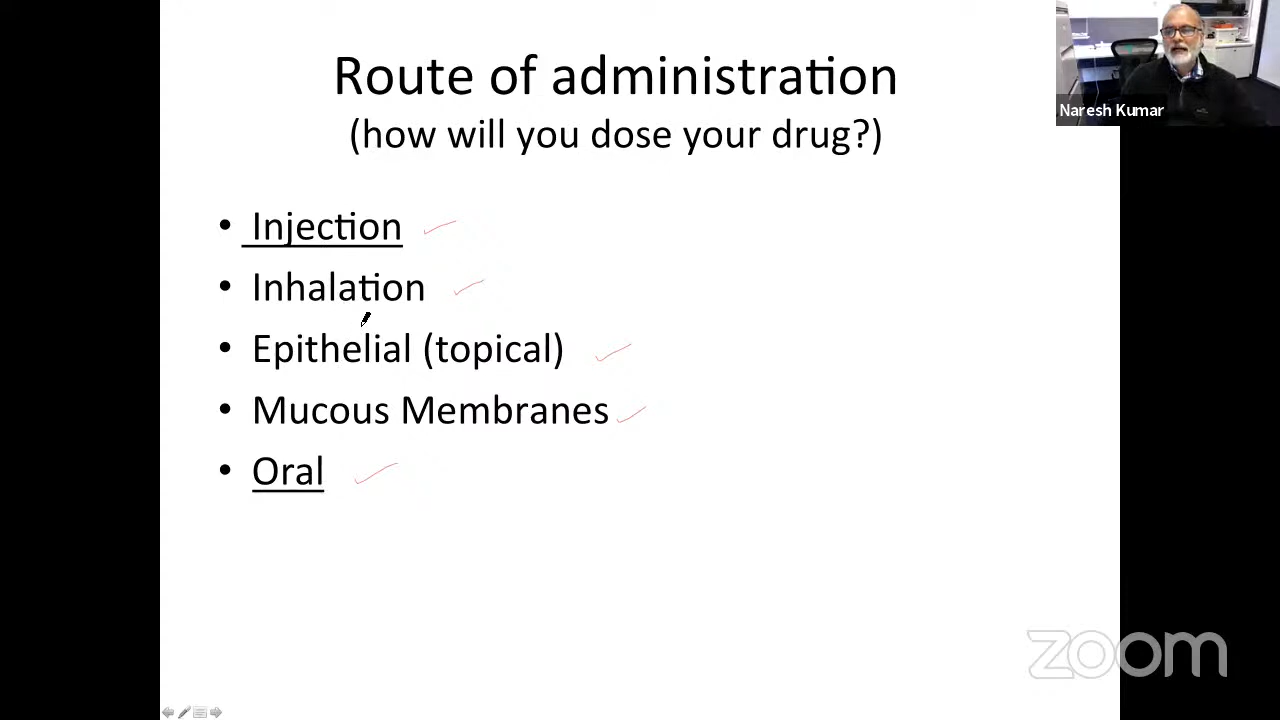 Route of administration
(how will you dose your drug?)
• Injection
• Inhalation
• Epithelial (topical)
• Mucous Membranes
• Oral
Naresh Kumar
zoom